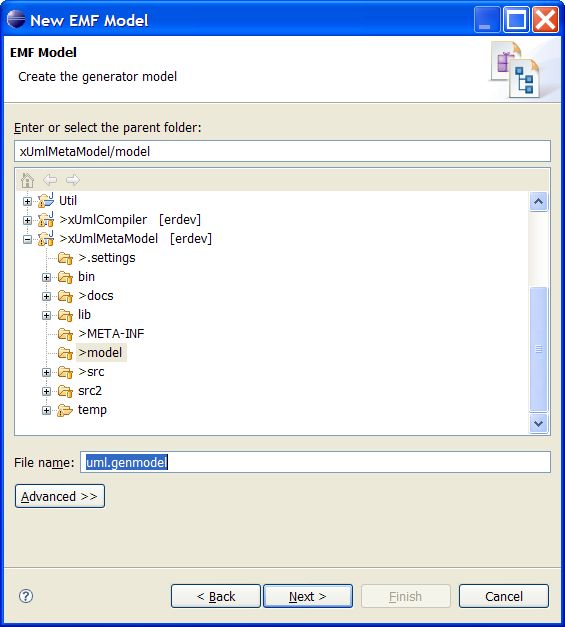 New EMF Model
EMF Model
Create the generator model
Enter or select the parent folder:
xUmlMetaModel/model
Util
>xUmlCompiler [erdev]
>xUmlMetaModel [erdev]
>.settings
bin
>docs
lib
>META-INF
>model
>src
src2
temp
File name: uml.genmodel
Advanced >>
< Back Next > Finish Cancel